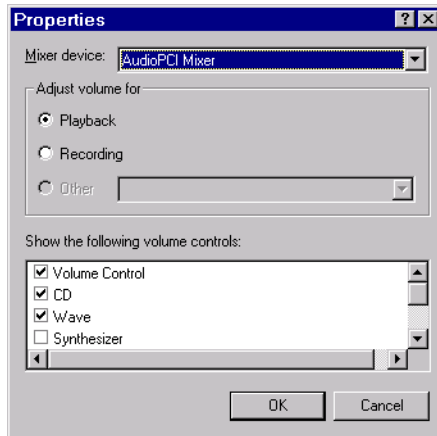 Properties
Mixer device: AudioPCI Mixer
Adjust volume for
Playback
Recording
Other
Show the following volume controls:
Volume Control
CD
Wave
Synthesizer
OK Cancel